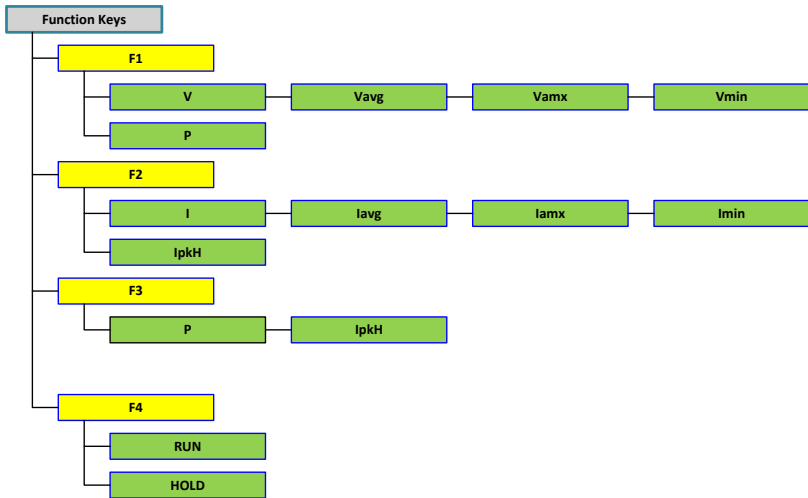 Function Keys
F1
V Vavg Vamx Vmin
P
F2
I Iavg Iamx Imin
IpkH
F3
P IpkH
F4
RUN
HOLD